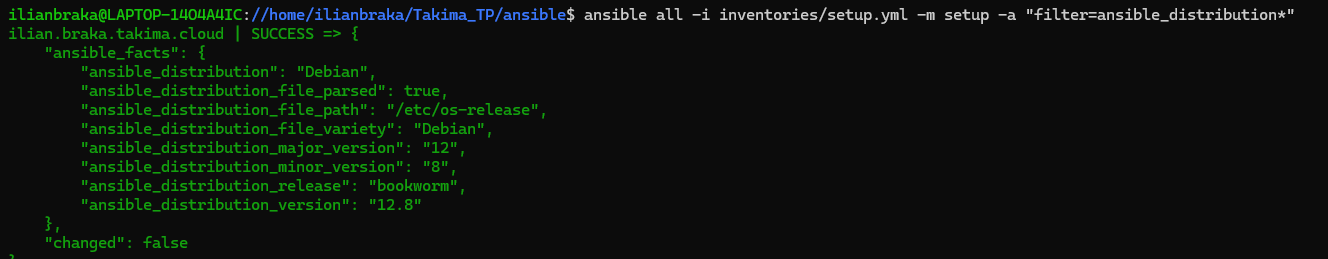 ilianbraka@LAPTOP-1404A4IC://home/ilianbraka/Takima_TP/ansible$ ansible all -i inventories/setup.yml -m setup -a "filter=ansible_distribution*"
ilian.braka.takima.cloud | SUCCESS => {
    "ansible_facts": {
        "ansible_distribution": "Debian",
        "ansible_distribution_file_parsed": true,
        "ansible_distribution_file_path": "/etc/os-release",
        "ansible_distribution_file_variety": "Debian",
        "ansible_distribution_major_version": "12",
        "ansible_distribution_minor_version": "8",
        "ansible_distribution_release": "bookworm",
        "ansible_distribution_version": "12.8"
    },
    "changed": false
}